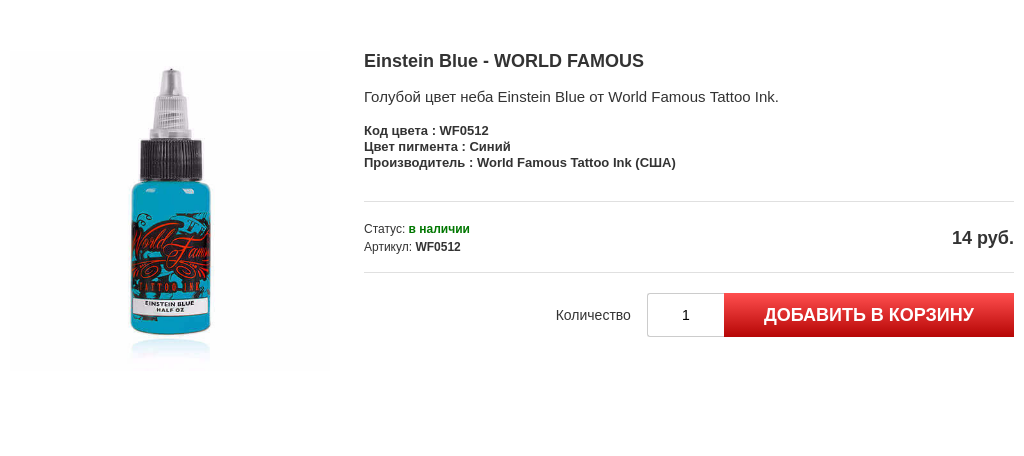 Einstein Blue - WORLD FAMOUS
Голубой цвет неба Einstein Blue от World Famous Tattoo Ink.
Код цвета : WF0512
Цвет пигмента : Синий
Производитель : World Famous Tattoo Ink (США)
Статус: в наличии
Артикул: WF0512
14 руб.
Количество
1
ДОБАВИТЬ В КОРЗИНУ
World
Famous
TATTOO INK
EINSTEIN BLUE
HALF OZ